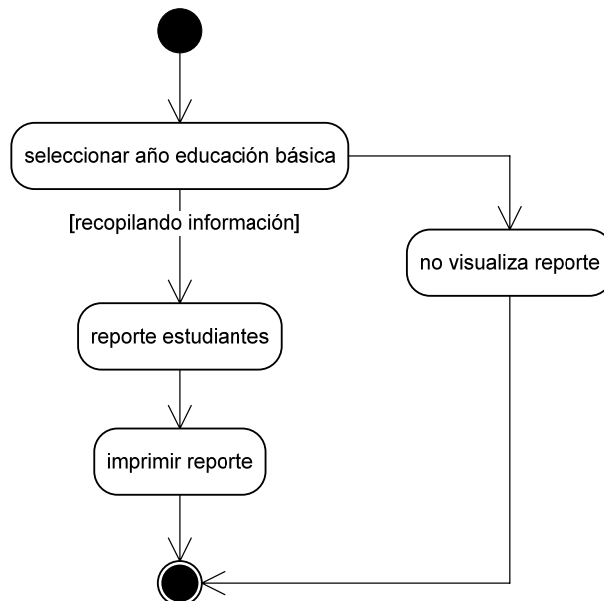 seleccionar año educación básica
[recopilando información]
no visualiza reporte
reporte estudiantes
imprimir reporte